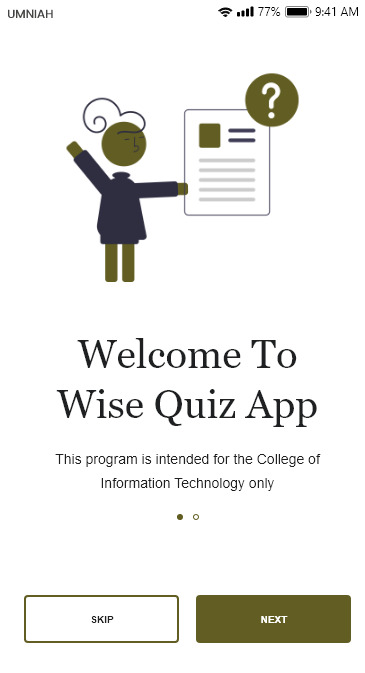 UMNIAH 77% 9:41 AM
?
Welcome To
Wise Quiz App
This program is intended for the College of
Information Technology only
SKIP NEXT